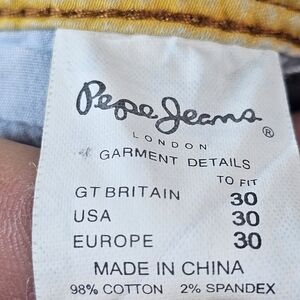 Pepe Jeans ®
LONDON
GARMENT DETAILS
TO FIT
GT BRITAIN 30
USA 30
EUROPE 30
MADE IN CHINA
98% COTTON 2% SPANDEX